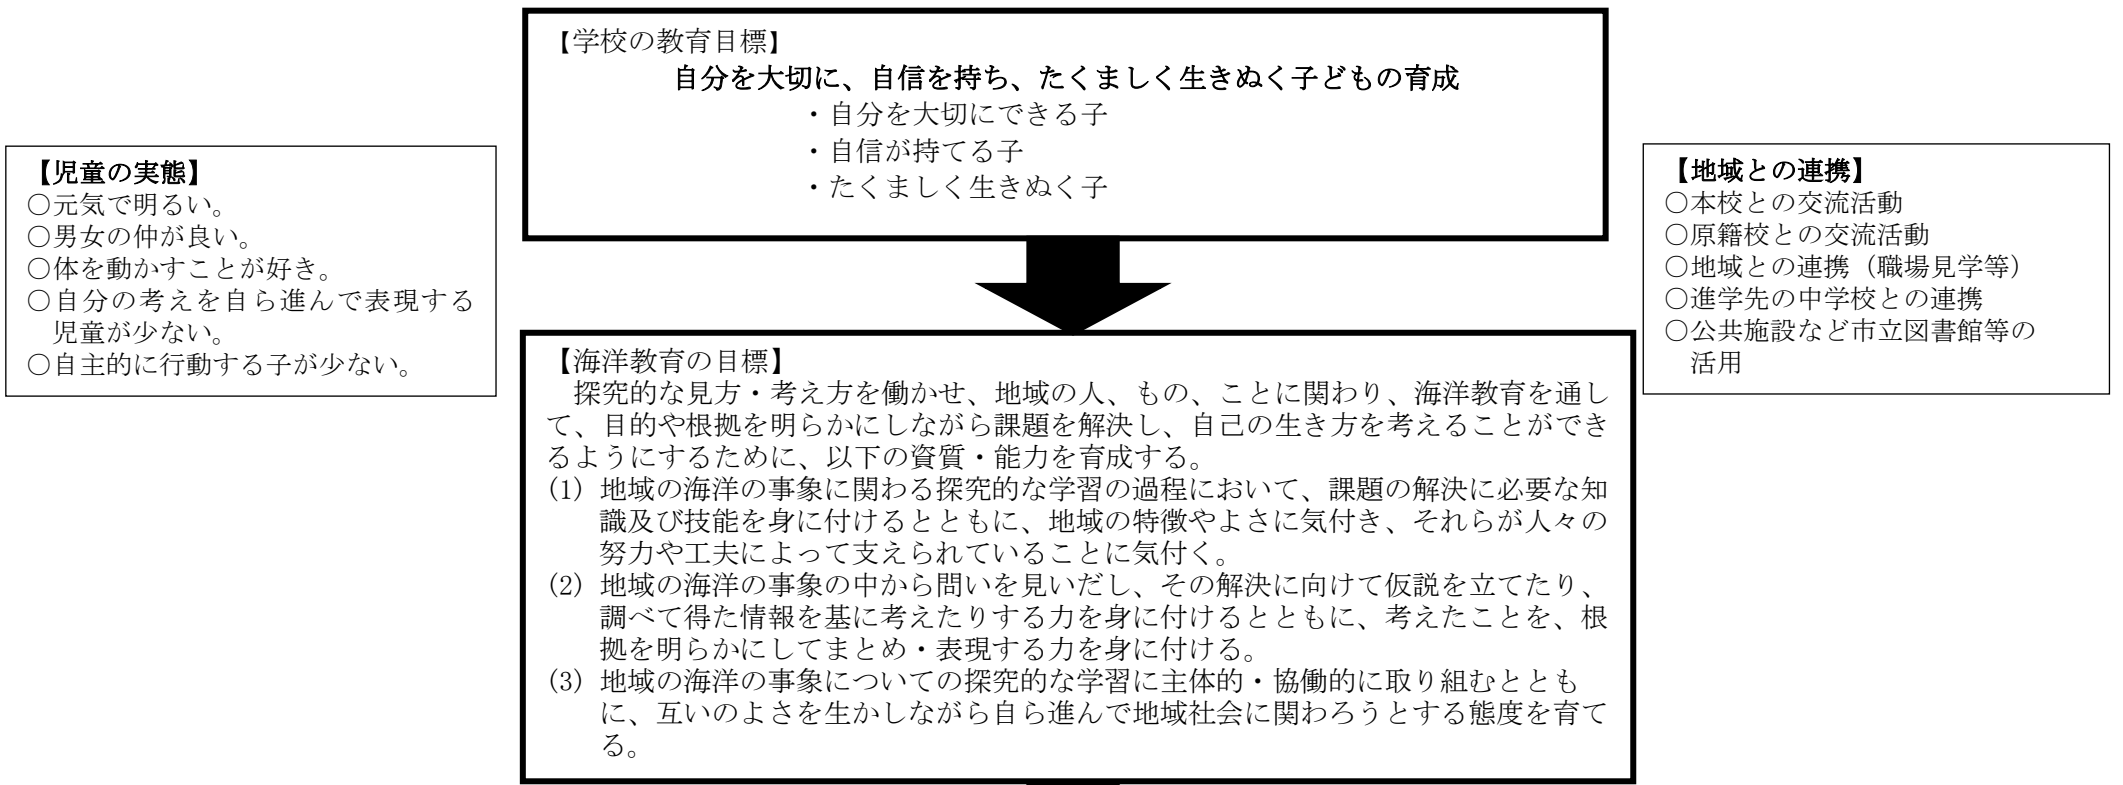 【学校の教育目標】
自分を大切に、自信を持ち、たくましく生きぬく子どもの育成
・自分を大切にできる子
・自信が持てる子
・たくましく生きぬく子
【児童の実態】
○元気で明るい。
○男女の仲が良い。
○体を動かすことが好き。
○自分の考えを自ら進んで表現する
児童が少ない。
○自主的に行動する子が少ない。
【地域との連携】
○本校との交流活動
○原籍校との交流活動
○地域との連携（職場見学等）
○進学先の中学校との連携
○公共施設など市立図書館等の
活用
【海洋教育の目標】
探究的な見方・考え方を働かせ、地域の人、もの、ことに関わり、海洋教育を通し
て、目的や根拠を明らかにしながら課題を解決し、自己の生き方を考えることができ
るようにするために、以下の資質・能力を育成する。
(1) 地域の海洋の事象に関わる探究的な学習の過程において、課題の解決に必要な知
識及び技能を身に付けるとともに、地域の特徴やよさに気付き、それらが人々の
努力や工夫によって支えられていることに気付く。
(2) 地域の海洋の事象の中から問いを見いだし、その解決に向けて仮説を立てたり、
調べて得た情報を基に考えたりする力を身に付けるとともに、考えたことを、根
拠を明らかにしてまとめ・表現する力を身に付ける。
(3) 地域の海洋の事象についての探究的な学習に主体的・協働的に取り組むととも
に、互いのよさを生かしながら自ら進んで地域社会に関わろうとする態度を育て
る。